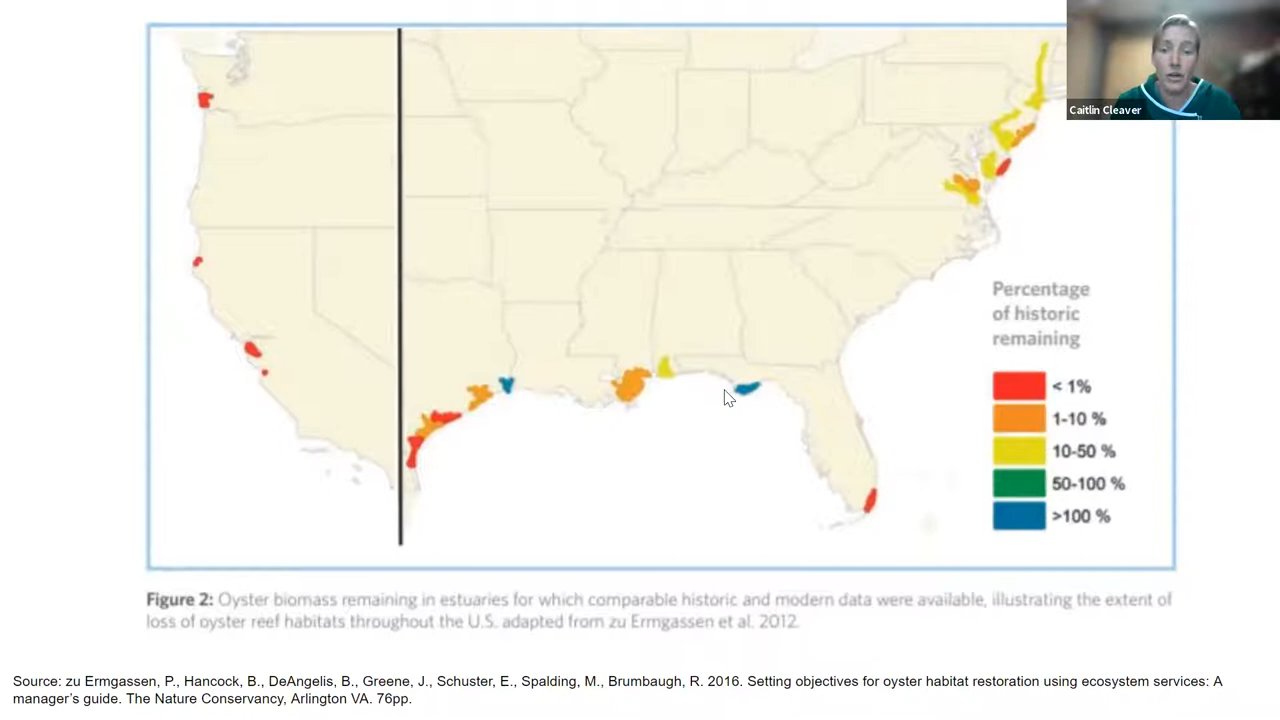 Caitlin Cleaver
Percentage
of historic
remaining
< 1%
1-10 %
10-50 %
50-100 %
>100 %
Figure 2: Oyster biomass remaining in estuaries for which comparable historic and modern data were available, illustrating the extent of
loss of oyster reef habitats throughout the U.S. adapted from zu Ermgassen et al. 2012.
Source: zu Ermgassen, P., Hancock, B., DeAngelis, B., Greene, J., Schuster, E., Spalding, M., Brumbaugh, R. 2016. Setting objectives for oyster habitat restoration using ecosystem services: A
manager’s guide. The Nature Conservancy, Arlington VA. 76pp.